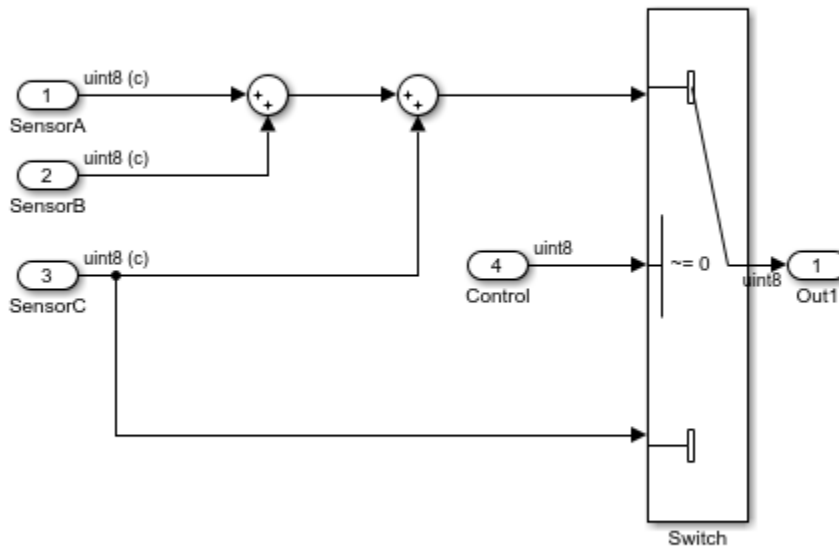 uint8 (c)
1
SensorA
+
+
+
+
uint8 (c)
2
SensorB
uint8 (c)
3
SensorC
uint8
4
Control
~= 0
uint8
1
Out1
Switch